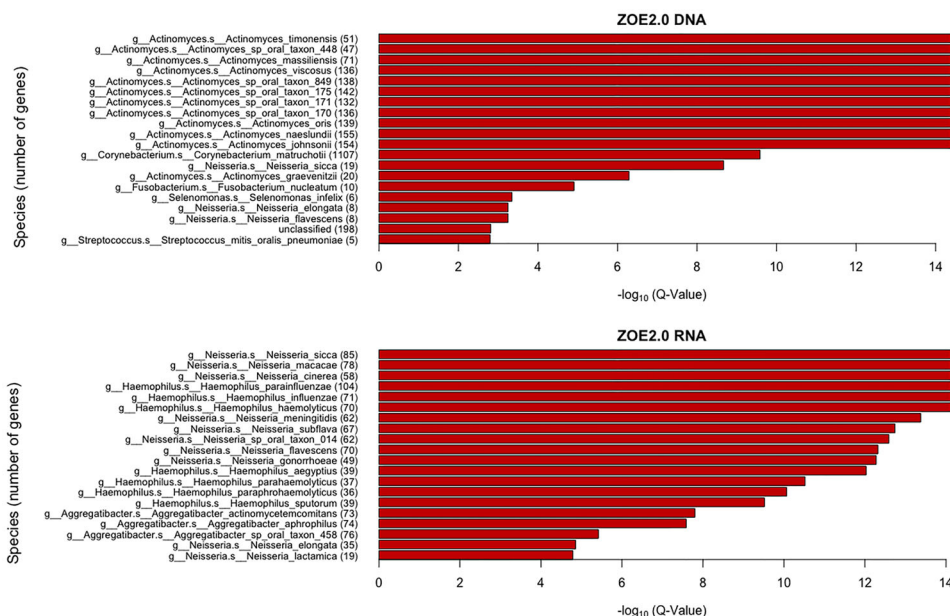 ZOE2.0 DNA
Species (number of genes)
g__Actinomyces.s__Actinomyces_timonensis (51)
g__Actinomyces.s__Actinomyces_sp_oral_taxon_448 (47)
g__Actinomyces.s__Actinomyces_massiliensis (71)
g__Actinomyces.s__Actinomyces_viscosus (136)
g__Actinomyces.s__Actinomyces_sp_oral_taxon_849 (138)
g__Actinomyces.s__Actinomyces_sp_oral_taxon_175 (142)
g__Actinomyces.s__Actinomyces_sp_oral_taxon_171 (132)
g__Actinomyces.s__Actinomyces_sp_oral_taxon_170 (136)
g__Actinomyces.s__Actinomyces_oris (139)
g__Actinomyces.s__Actinomyces_naeslundii (155)
g__Actinomyces.s__Actinomyces_johnsonii (154)
g__Corynebacterium.s__Corynebacterium_matruchotii (1107)
g__Neisseria.s__Neisseria_sicca (19)
g__Actinomyces.s__Actinomyces_graevenitzii (20)
g__Fusobacterium.s__Fusobacterium_nucleatum (10)
g__Selenomonas.s__Selenomonas_infelix (6)
g__Neisseria.s__Neisseria_elongata (8)
g__Neisseria.s__Neisseria_flavescens (8)
unclassified (198)
g__Streptococcus.s__Streptococcus_mitis_oralis_pneumoniae (5)
0 2 4 6 8 10 12 14
-log₁₀ (Q-Value)
ZOE2.0 RNA
Species (number of genes)
g__Neisseria.s__Neisseria_sicca (85)
g__Neisseria.s__Neisseria_macacae (78)
g__Neisseria.s__Neisseria_cinerea (58)
g__Haemophilus.s__Haemophilus_parainfluenzae (104)
g__Haemophilus.s__Haemophilus_influenzae (71)
g__Haemophilus.s__Haemophilus_haemolyticus (70)
g__Neisseria.s__Neisseria_meningitidis (62)
g__Neisseria.s__Neisseria_subflava (67)
g__Neisseria.s__Neisseria_sp_oral_taxon_014 (62)
g__Neisseria.s__Neisseria_flavescens (70)
g__Neisseria.s__Neisseria_gonorrhoeae (49)
g__Haemophilus.s__Haemophilus_aegyptius (39)
g__Haemophilus.s__Haemophilus_parahaemolyticus (37)
g__Haemophilus.s__Haemophilus_paraphrohaemolyticus (36)
g__Haemophilus.s__Haemophilus_sputorum (39)
g__Aggregatibacter.s__Aggregatibacter_actinomycetemcomitans (73)
g__Aggregatibacter.s__Aggregatibacter_aphrophilus (74)
g__Aggregatibacter.s__Aggregatibacter_sp_oral_taxon_458 (76)
g__Neisseria.s__Neisseria_elongata (35)
g__Neisseria.s__Neisseria_lactamica (19)
0 2 4 6 8 10 12 14
-log₁₀ (Q-Value)